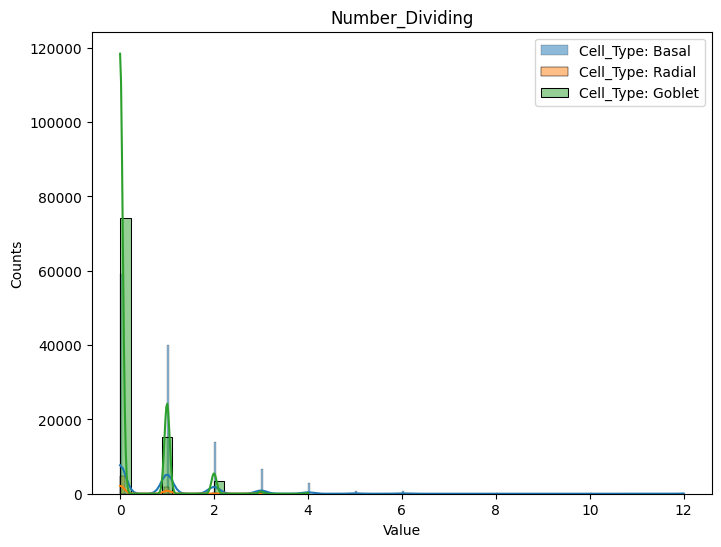 Number_Dividing
Cell_Type: Basal
Cell_Type: Radial
Cell_Type: Goblet
120000
100000
80000
60000
40000
20000
0
Counts
0 2 4 6 8 10 12
Value